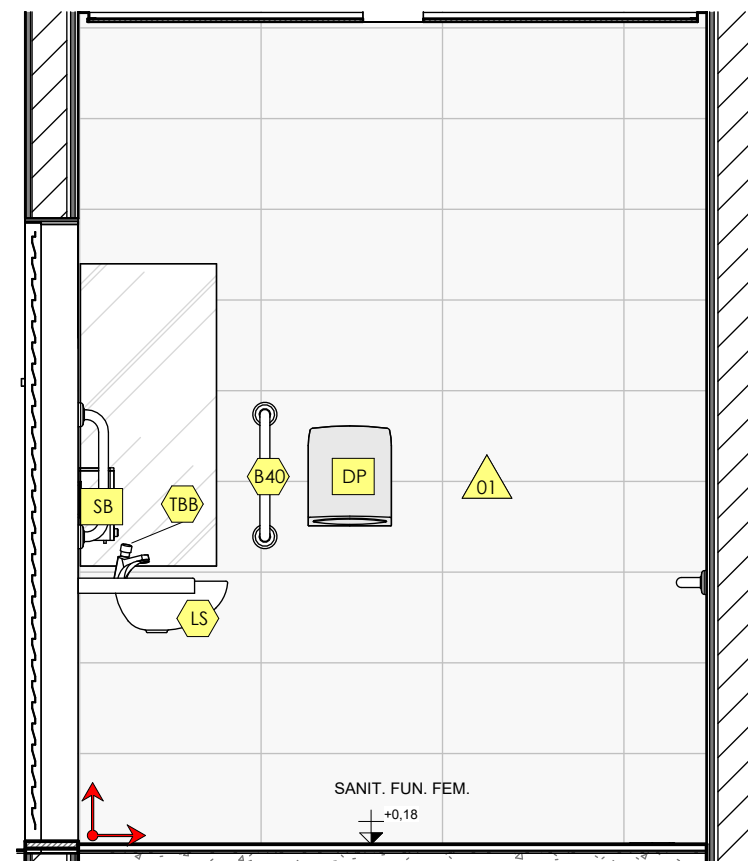 B40
DP
01
SB
TBB
LS
SANIT. FUN. FEM.
+0,18